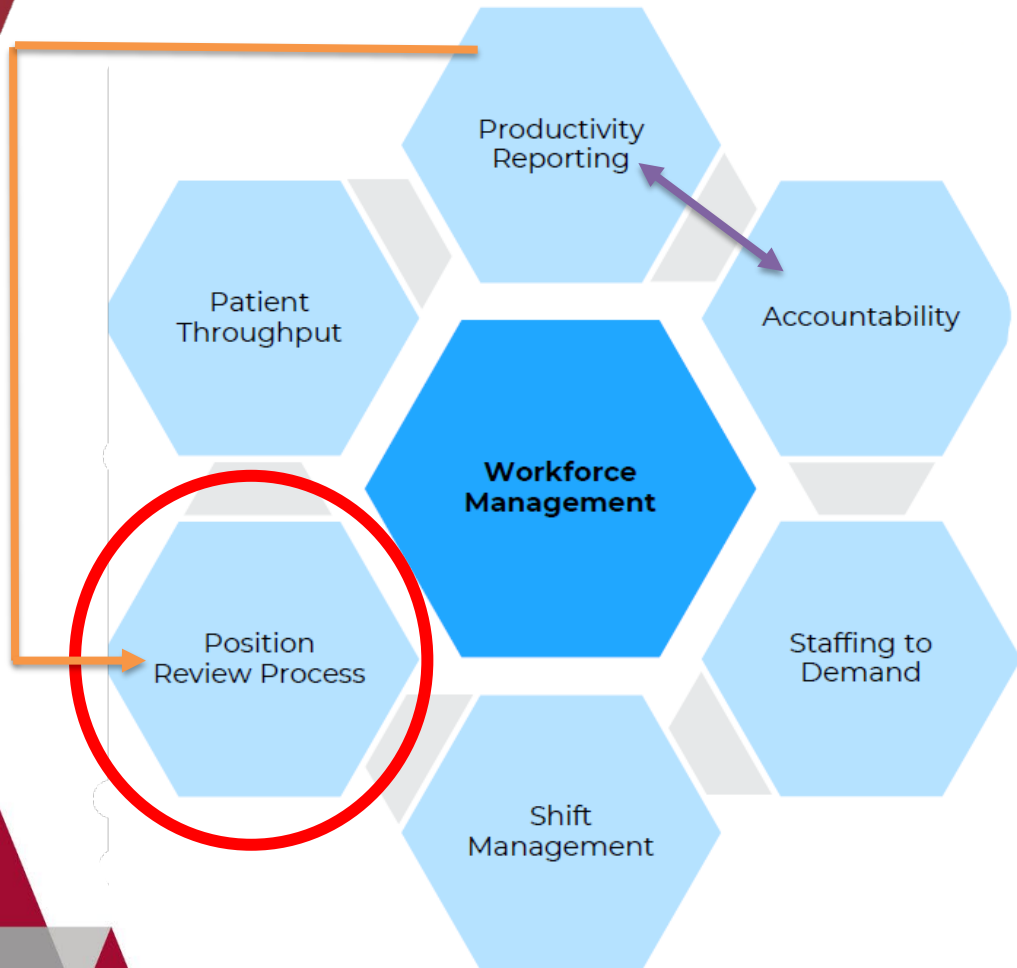 Productivity
Reporting
Patient
Throughput
Accountability
Workforce
Management
Position
Review Process
Staffing to
Demand
Shift
Management